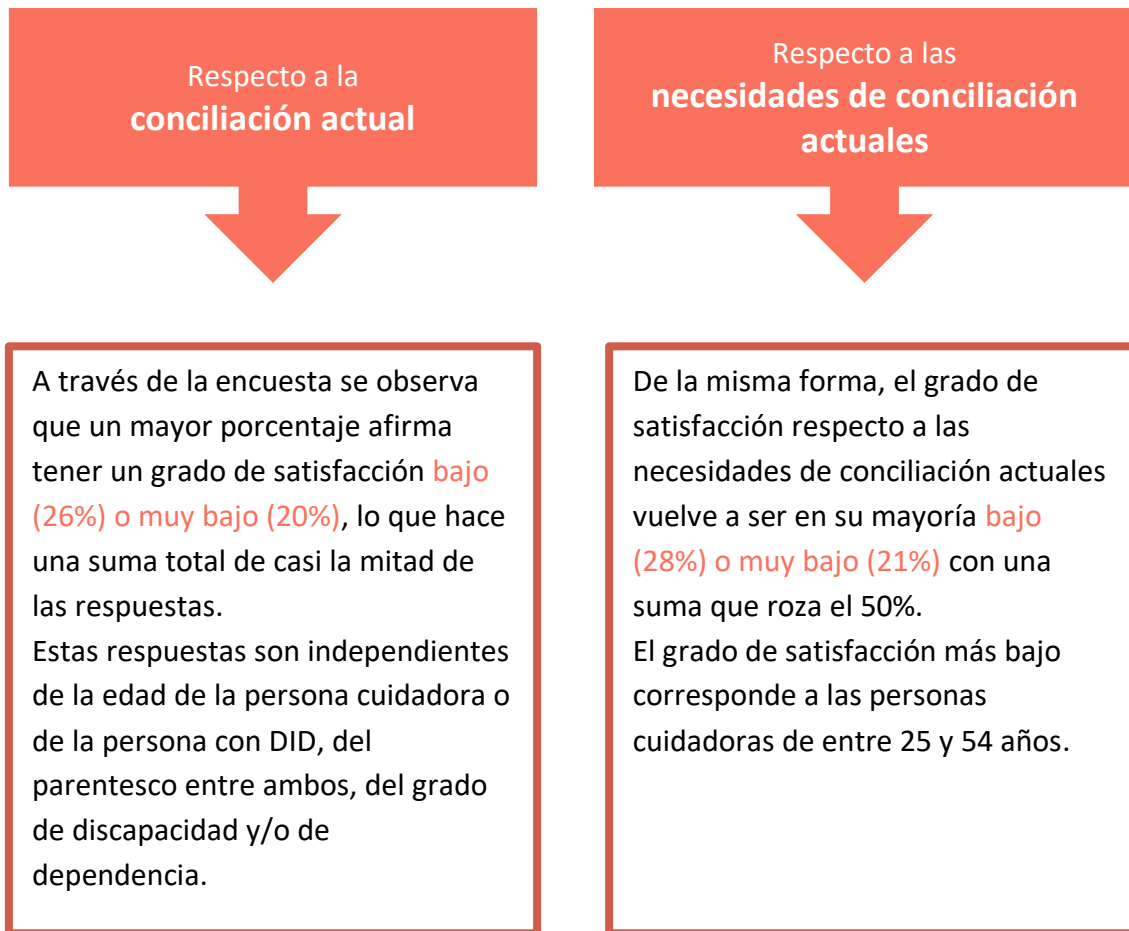 Respecto a la
conciliación actual
A través de la encuesta se observa
que un mayor porcentaje afirma
tener un grado de satisfacción bajo
(26%) o muy bajo (20%), lo que hace
una suma total de casi la mitad de
las respuestas.
Estas respuestas son independientes
de la edad de la persona cuidadora o
de la persona con DID, del
parentesco entre ambos, del grado
de discapacidad y/o de
dependencia.
Respecto a las
necesidades de conciliación
actuales
De la misma forma, el grado de
satisfacción respecto a las
necesidades de conciliación actuales
vuelve a ser en su mayoría bajo
(28%) o muy bajo (21%) con una
suma que roza el 50%.
El grado de satisfacción más bajo
corresponde a las personas
cuidadoras de entre 25 y 54 años.